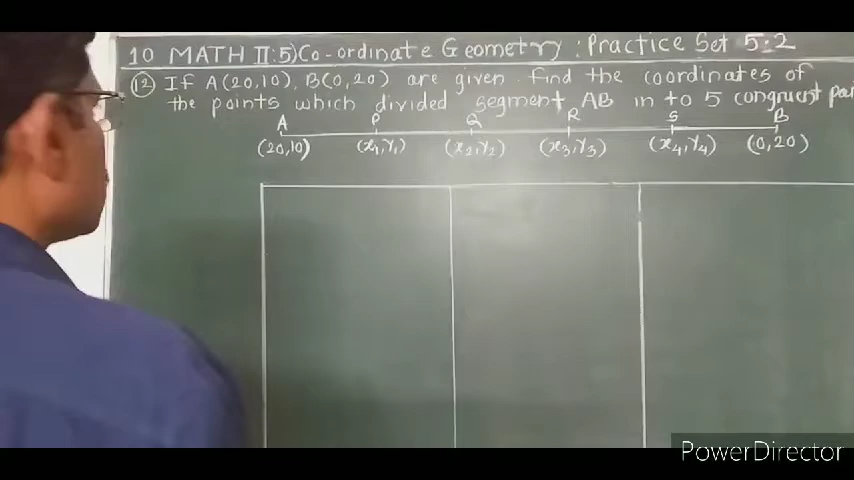 10 MATH II:5) Co-ordinate Geometry : Practice Set 5:2
(12) If A(20,10), B(0,20) are given find the coordinates of
the points which divided segment AB in to 5 congruent
A P Q R S B
(20,10) (x₁,y₁) (x₂,y₂) (x₃,y₃) (x₄,y₄) (0,20)
PowerDirector